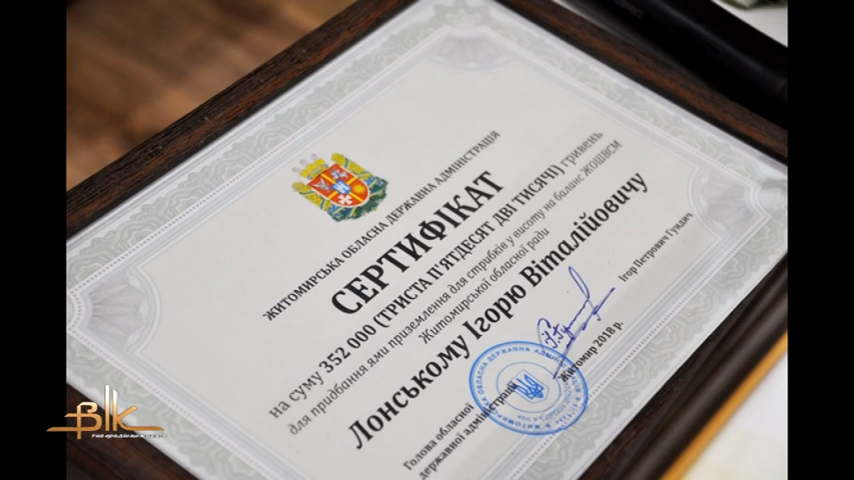 ЖИТОМИРСЬКА ОБЛАСНА ДЕРЖАВНА АДМІНІСТРАЦІЯ
СЕРТИФІКАТ
на суму 352 000 (ТРИСТА П'ЯТДЕСЯТ ДВІ ТИСЯЧІ) гривень
для придбання ями приземлення для стрибків у висоту на баланс ЖОШВСМ
Житомирської обласної ради
Лонському Ігорю Віталійовичу
Голова обласної
державної адміністрації
Ігор Петрович Гундич
Житомир 2018 р.